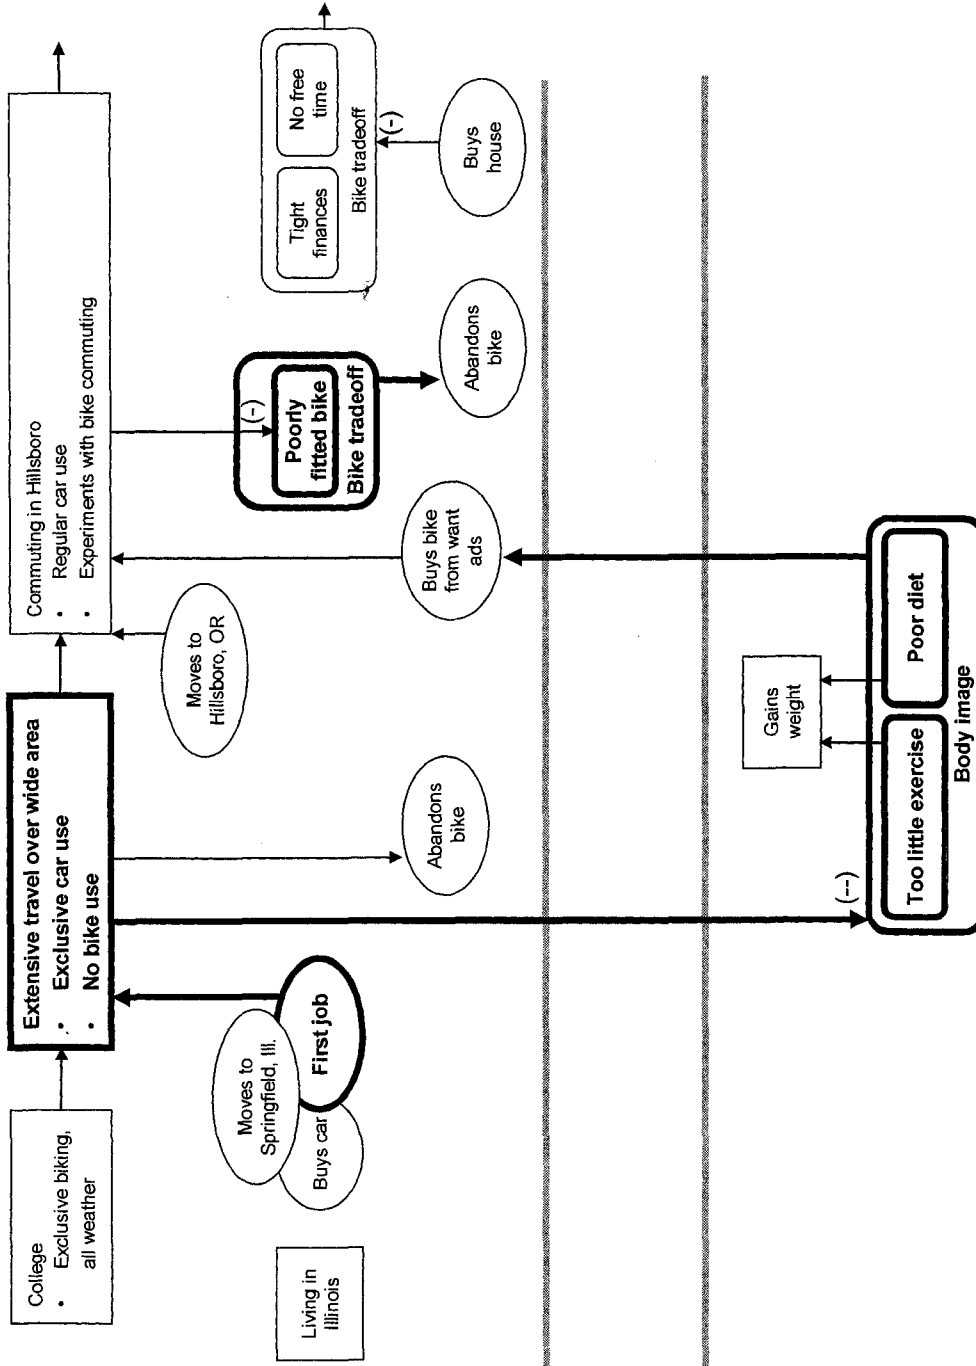 College
• Exclusive biking,
all weather
Extensive travel over wide area
• Exclusive car use
• No bike use
Commuting in Hillsboro
• Regular car use
• Experiments with bike commuting
Living in
Illinois
Buys car
Moves to
Springfield, Ill.
First job
Moves to
Hillsboro, OR
(-)
Poorly
fitted bike
Bike tradeoff
Tight
finances
No free
time
Bike tradeoff
(-)
Abandons
bike
Buys bike
from want
ads
Abandons
bike
Buys
house
(--)
Gains
weight
Too little exercise
Poor diet
Body image